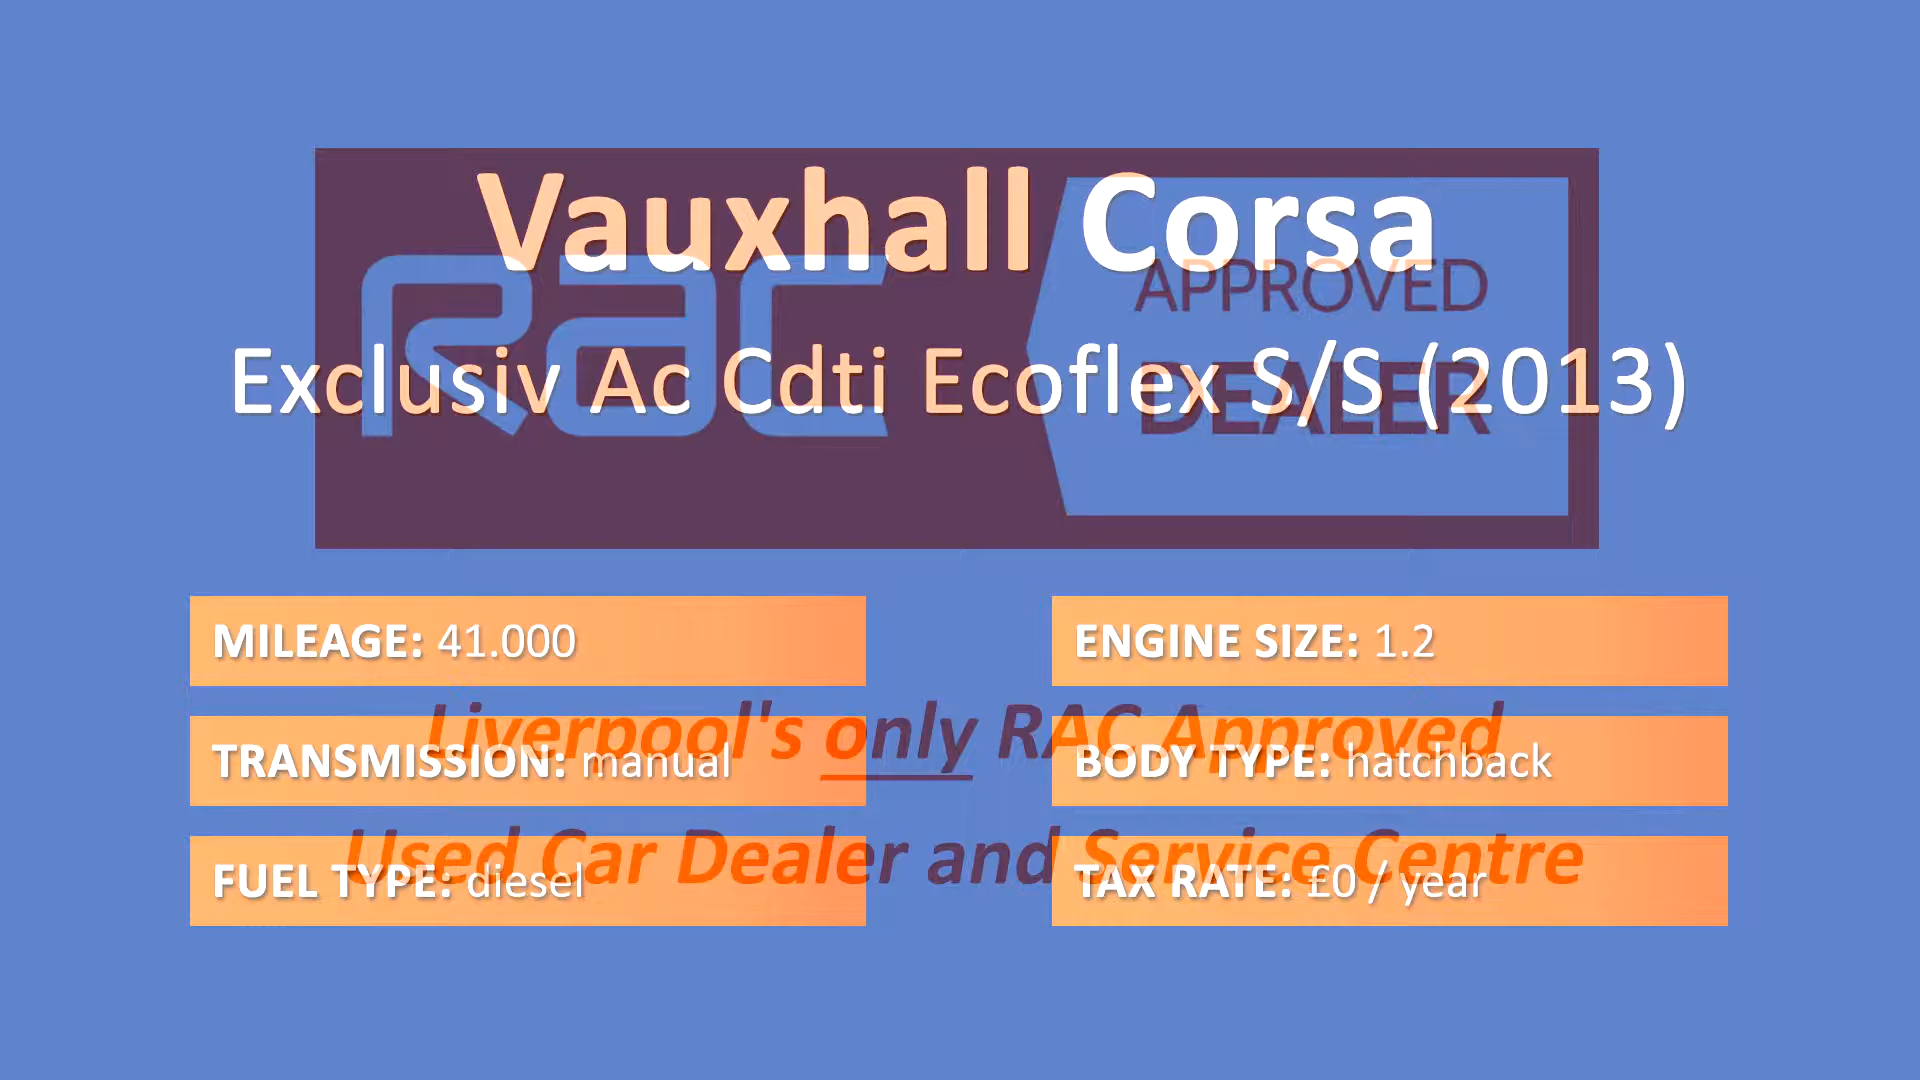 Vauxhall Corsa
RAC
APPROVED
DEALER
Exclusiv Ac Cdti Ecoflex S/S (2013)
MILEAGE: 41.000
ENGINE SIZE: 1.2
Liverpool's only RAC Approved
TRANSMISSION: manual
BODY TYPE: hatchback
Used Car Dealer and Service Centre
FUEL TYPE: diesel
TAX RATE: £0 / year